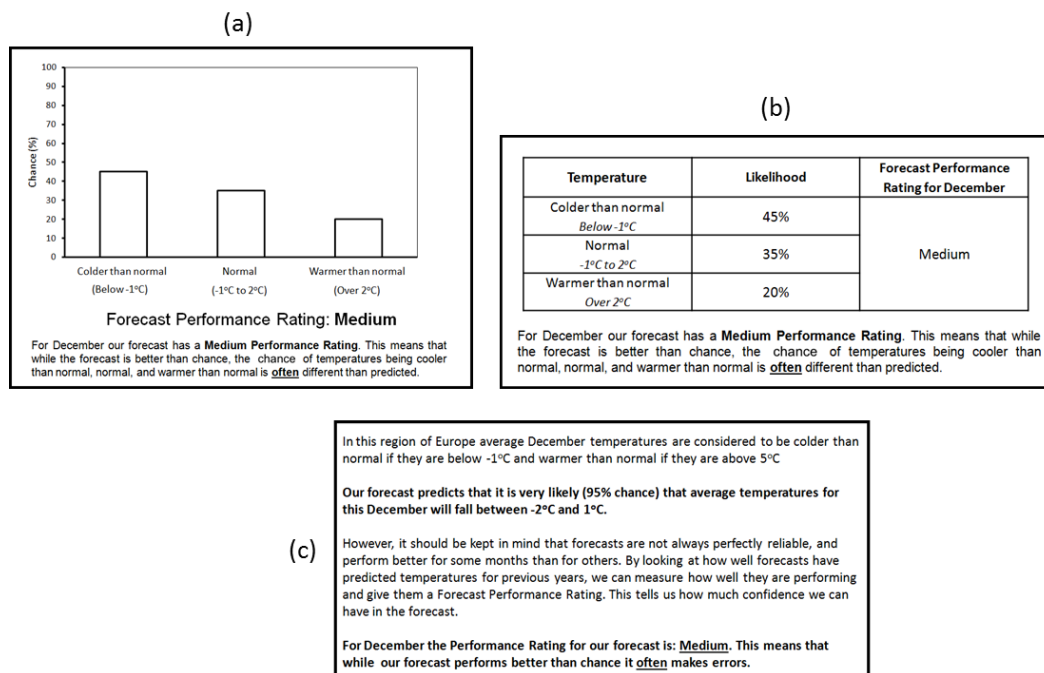 (a)
100
90
80
70
60
50
40
30
20
10
0
Chance (%)
Colder than normal
(Below -1°C)
Normal
(-1°C to 2°C)
Warmer than normal
(Over 2°C)
Forecast Performance Rating: Medium
For December our forecast has a Medium Performance Rating. This means that
while the forecast is better than chance, the chance of temperatures being cooler
than normal, normal, and warmer than normal is often different than predicted.
(b)
Temperature
Likelihood
Forecast Performance
Rating for December
Colder than normal
Below -1°C
45%
Normal
-1°C to 2°C
35%
Warmer than normal
Over 2°C
20%
Medium
For December our forecast has a Medium Performance Rating. This means that while
the forecast is better than chance, the chance of temperatures being cooler than
normal, normal, and warmer than normal is often different than predicted.
(c)
In this region of Europe average December temperatures are considered to be colder than
normal if they are below -1°C and warmer than normal if they are above 5°C
Our forecast predicts that it is very likely (95% chance) that average temperatures for
this December will fall between -2°C and 1°C.
However, it should be kept in mind that forecasts are not always perfectly reliable, and
perform better for some months than for others. By looking at how well forecasts have
predicted temperatures for previous years, we can measure how well they are performing
and give them a Forecast Performance Rating. This tells us how much confidence we can
have in the forecast.
For December the Performance Rating for our forecast is: Medium. This means that
while our forecast performs better than chance it often makes errors.